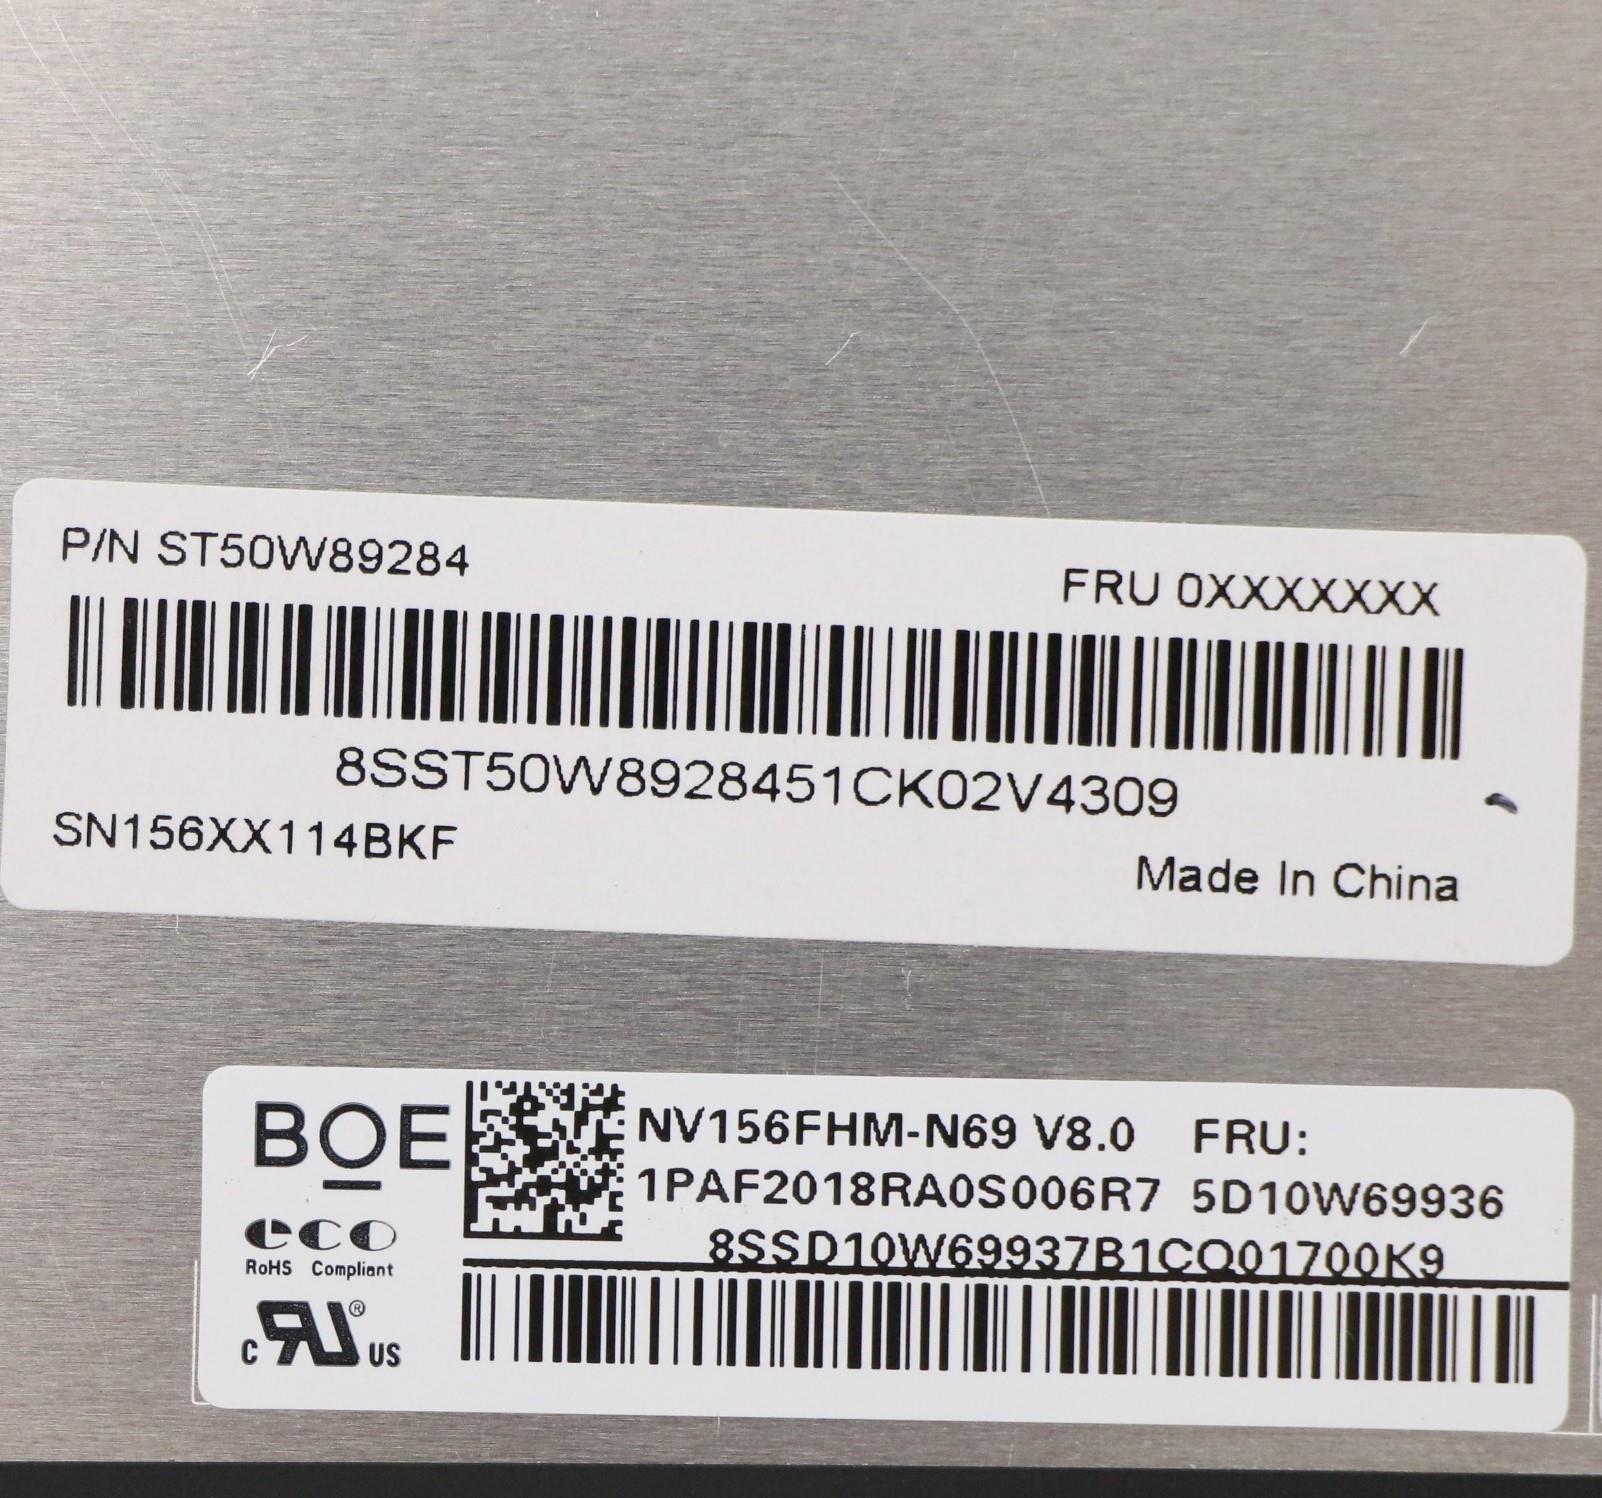 P/N ST50W89284
FRU 0XXXXXXX
8SST50W8928451CK02V4309
SN156XX114BKF
Made In China
BOE
NV156FHM-N69 V8.0 FRU:
1PAF2018RA0S006R7 5D10W69936
8SSD10W69937B1CQ01700K9
eco
RoHS Compliant
c RU ® US